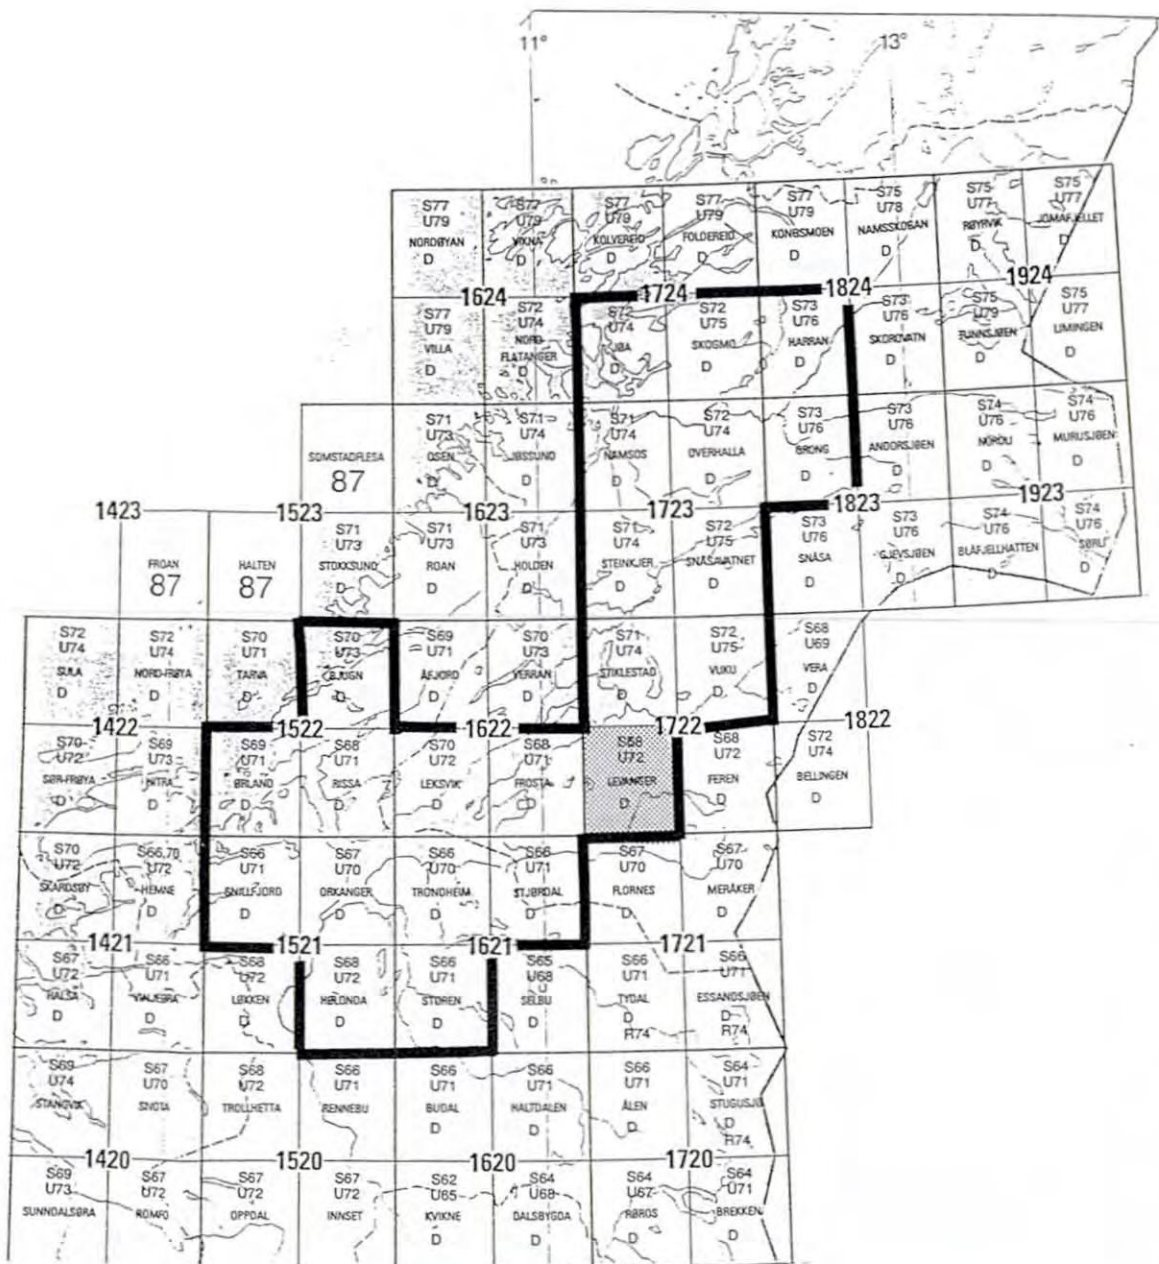 11°
13°
S77
U79
NORDØYAN
D
S77
U79
VIKNA
D
S77
U79
KOLVEREID
D
S77
U79
FOLDEREID
D
S77
U79
KONGSMOEN
D
S75
U78
NAMSSKOGAN
D
S75
U77
RØYRVIK
D
S75
U77
JOMAFJELLET
D
1624
1724
1824
1924
S77
U79
VILLA
D
S72
U74
NORD-
FLATANGER
D
S72
U74
JØA
D
S72
U75
SKOGMO
D
S73
U76
HARRAN
D
S73
U76
SKOROVATN
D
S75
U79
TUNNSJØEN
D
S75
U77
LIMINGEN
D
SOMSTADFLESA
87
S71
U73
OSEN
D
S71
U74
JØSSUND
D
S71
U74
NAMSOS
D
S72
U74
OVERHALLA
D
S73
U76
GRONG
D
S73
U76
ANDORSJØEN
D
S74
U76
NORDLI
D
S74
U76
MURUSJØEN
D
1423
1523
1623
1723
1823
1923
FROAN
87
HALTEN
87
S71
U73
STOKKSUND
D
S71
U73
ROAN
D
S71
U73
HOLDEN
D
S71
U74
STEINKJER
D
S72
U75
SNÅSAVATNET
D
S73
U76
SNÅSA
D
S73
U76
GJEVSJØEN
D
S74
U76
BLÅFJELLHATTEN
D
S74
U76
SØRLI
D
S72
U74
SULA
D
S72
U74
NORD-FRØYA
D
S70
U71
TARVA
D
S70
U73
BJUGN
D
S69
U71
ÅFJORD
D
S70
U73
VERRAN
D
S71
U74
STIKLESTAD
D
S72
U75
VUKU
D
S68
U69
VERA
D
1422
1522
1622
1722
1822
S70
U72
SØR-FRØYA
D
S69
U73
HITRA
D
S69
U71
ØRLAND
D
S68
U71
RISSA
D
S70
U72
LEKSVIK
D
S68
U71
FROSTA
D
S68
U72
LEVANGER
D
S68
U72
FEREN
D
S72
U74
BELLINGEN
D
S70
U72
SKARDSØY
D
S66,70
U72
HEMNE
D
S66
U71
SNILLFJORD
D
S67
U70
ORKANGER
D
S66
U70
TRONDHEIM
D
S66
U71
STJØRDAL
D
S67
U70
FLORNES
D
S67
U70
MERÅKER
D
1421
1521
1621
1721
S67
U72
HALSA
D
S66
U71
VINJEØRA
D
S68
U72
LØKKEN
D
S68
U72
HØLONDA
D
S66
U71
STØREN
D
S65
U68
SELBU
D
S66
U71
TYDAL
D
R74
S66
U71
ESSANDSJØEN
D
R74
S69
U74
STANGVIK
S67
U70
SNOTA
S68
U72
TROLLHETTA
S66
U71
RENNEBU
S66
U71
BUDAL
D
S66
U71
HALTDALEN
D
S66
U71
ÅLEN
D
S64
U71
STUGUSJØ
D
R74
1420
1520
1620
1720
S69
U73
SUNNDALSØRA
S67
U72
ROMFO
S67
U72
OPPDAL
S67
U72
INNSET
S62
U65
KVIKNE
D
S64
U68
DALSBYGDA
D
S64
U67
RØROS
D
S64
U71
BREKKEN
D